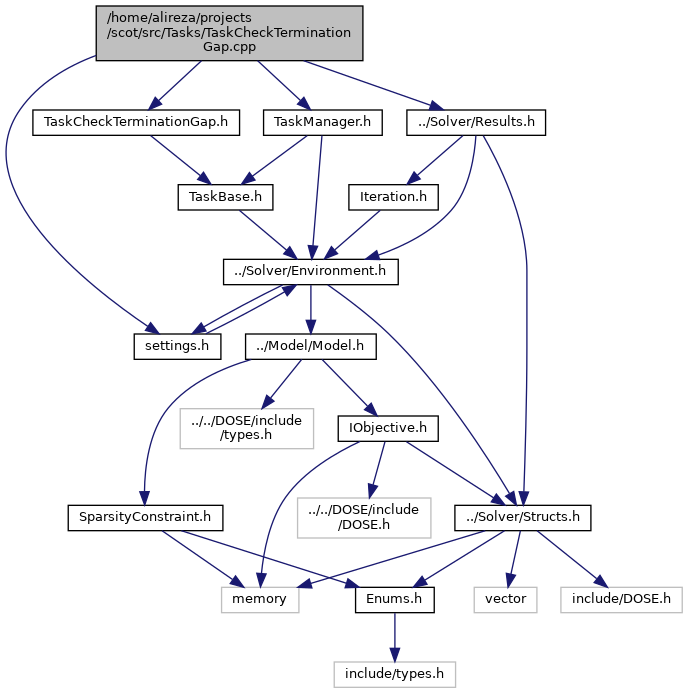 /home/alireza/projects
/scot/src/Tasks/TaskCheckTermination
Gap.cpp
TaskCheckTerminationGap.h
TaskManager.h
../Solver/Results.h
TaskBase.h
Iteration.h
../Solver/Environment.h
settings.h
../Model/Model.h
../../DOSE/include
/types.h
IObjective.h
SparsityConstraint.h
../../DOSE/include
/DOSE.h
../Solver/Structs.h
memory
Enums.h
vector
include/DOSE.h
include/types.h